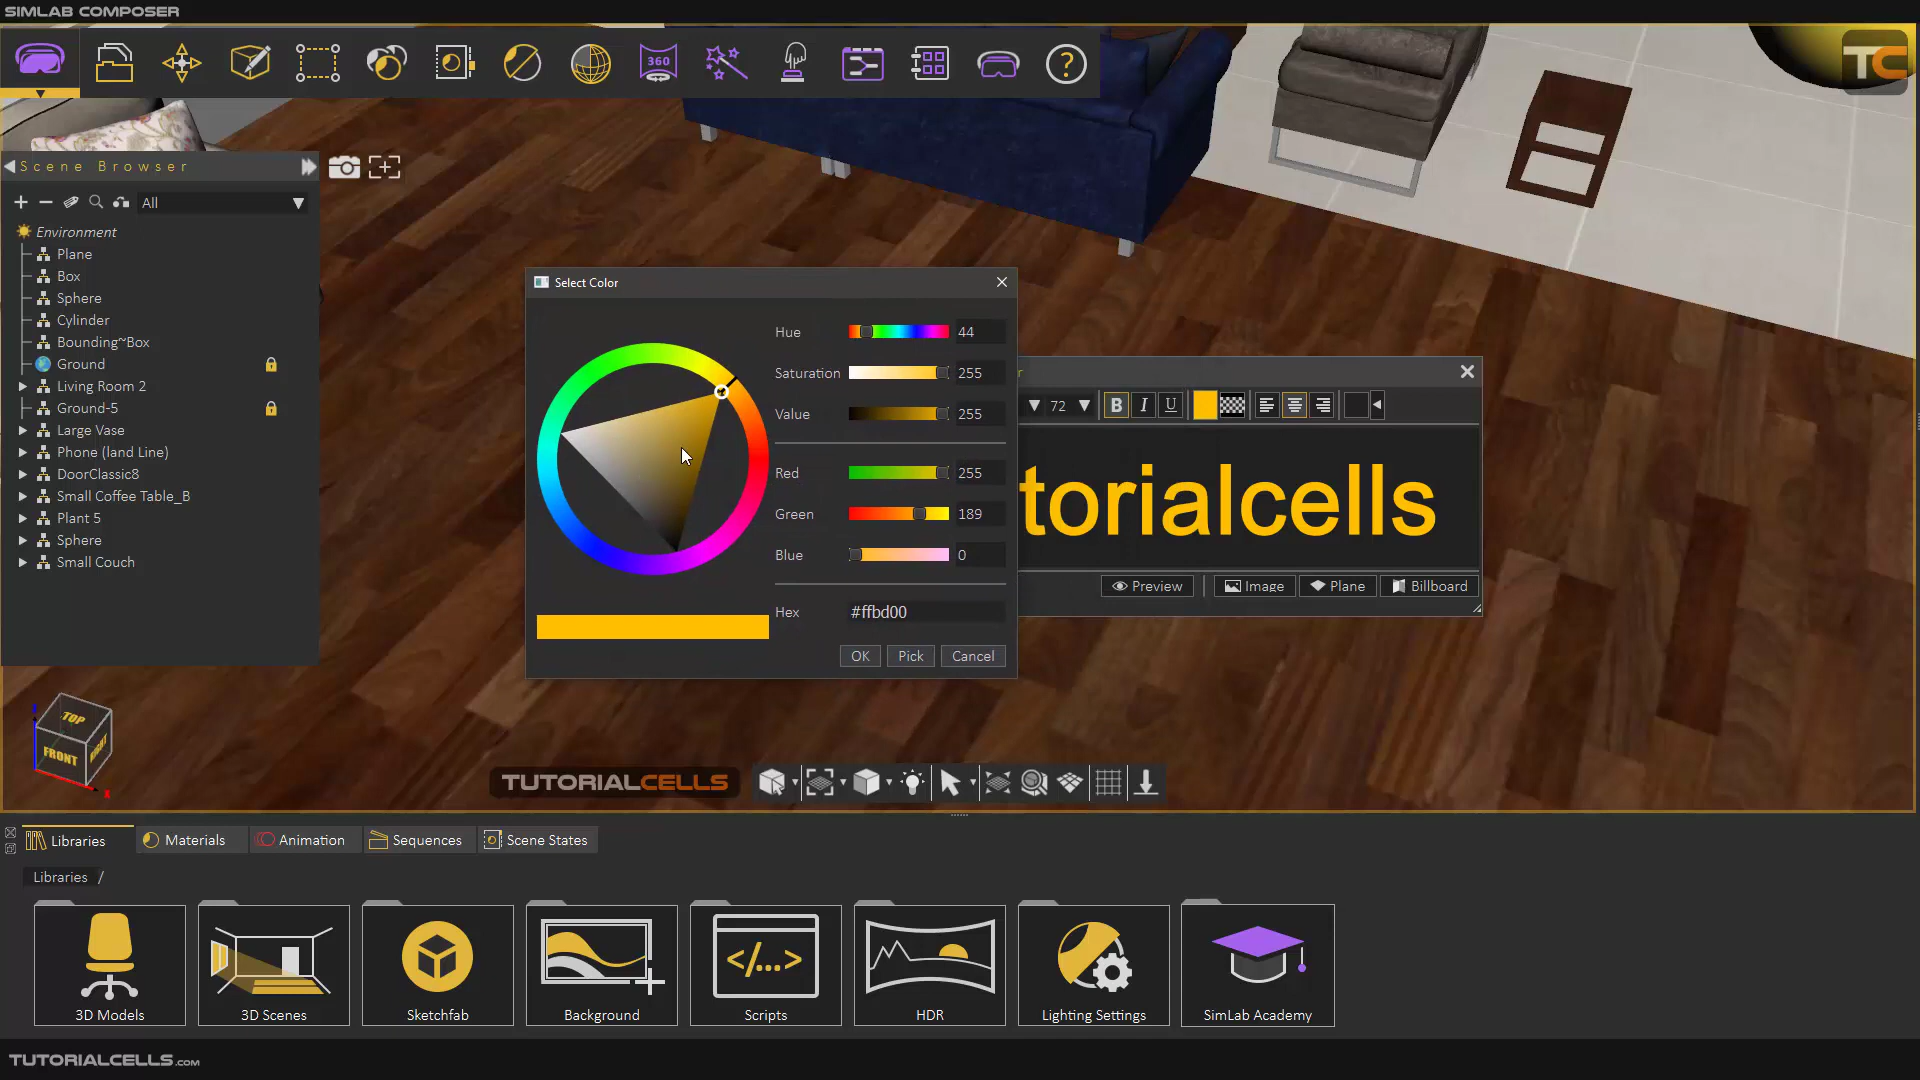 SIMLAB COMPOSER
360
?
TC
Scene Browser
All
Environment
Plane
Box
Sphere
Cylinder
Bounding~Box
Ground
Living Room 2
Ground-5
Large Vase
Phone (land Line)
DoorClassic8
Small Coffee Table_B
Plant 5
Sphere
Small Couch
Select Color
Hue 44
Saturation 255
Value 255
Red 255
Green 189
Blue 0
Hex #ffbd00
OK Pick Cancel
r
72 B I U
torialcells
Preview Image Plane Billboard
TOP
FRONT RIGHT
x
TUTORIALCELLS
Libraries Materials Animation Sequences Scene States
Libraries /
</...>
3D Models 3D Scenes Sketchfab Background Scripts HDR Lighting Settings SimLab Academy
TUTORIALCELLS.com